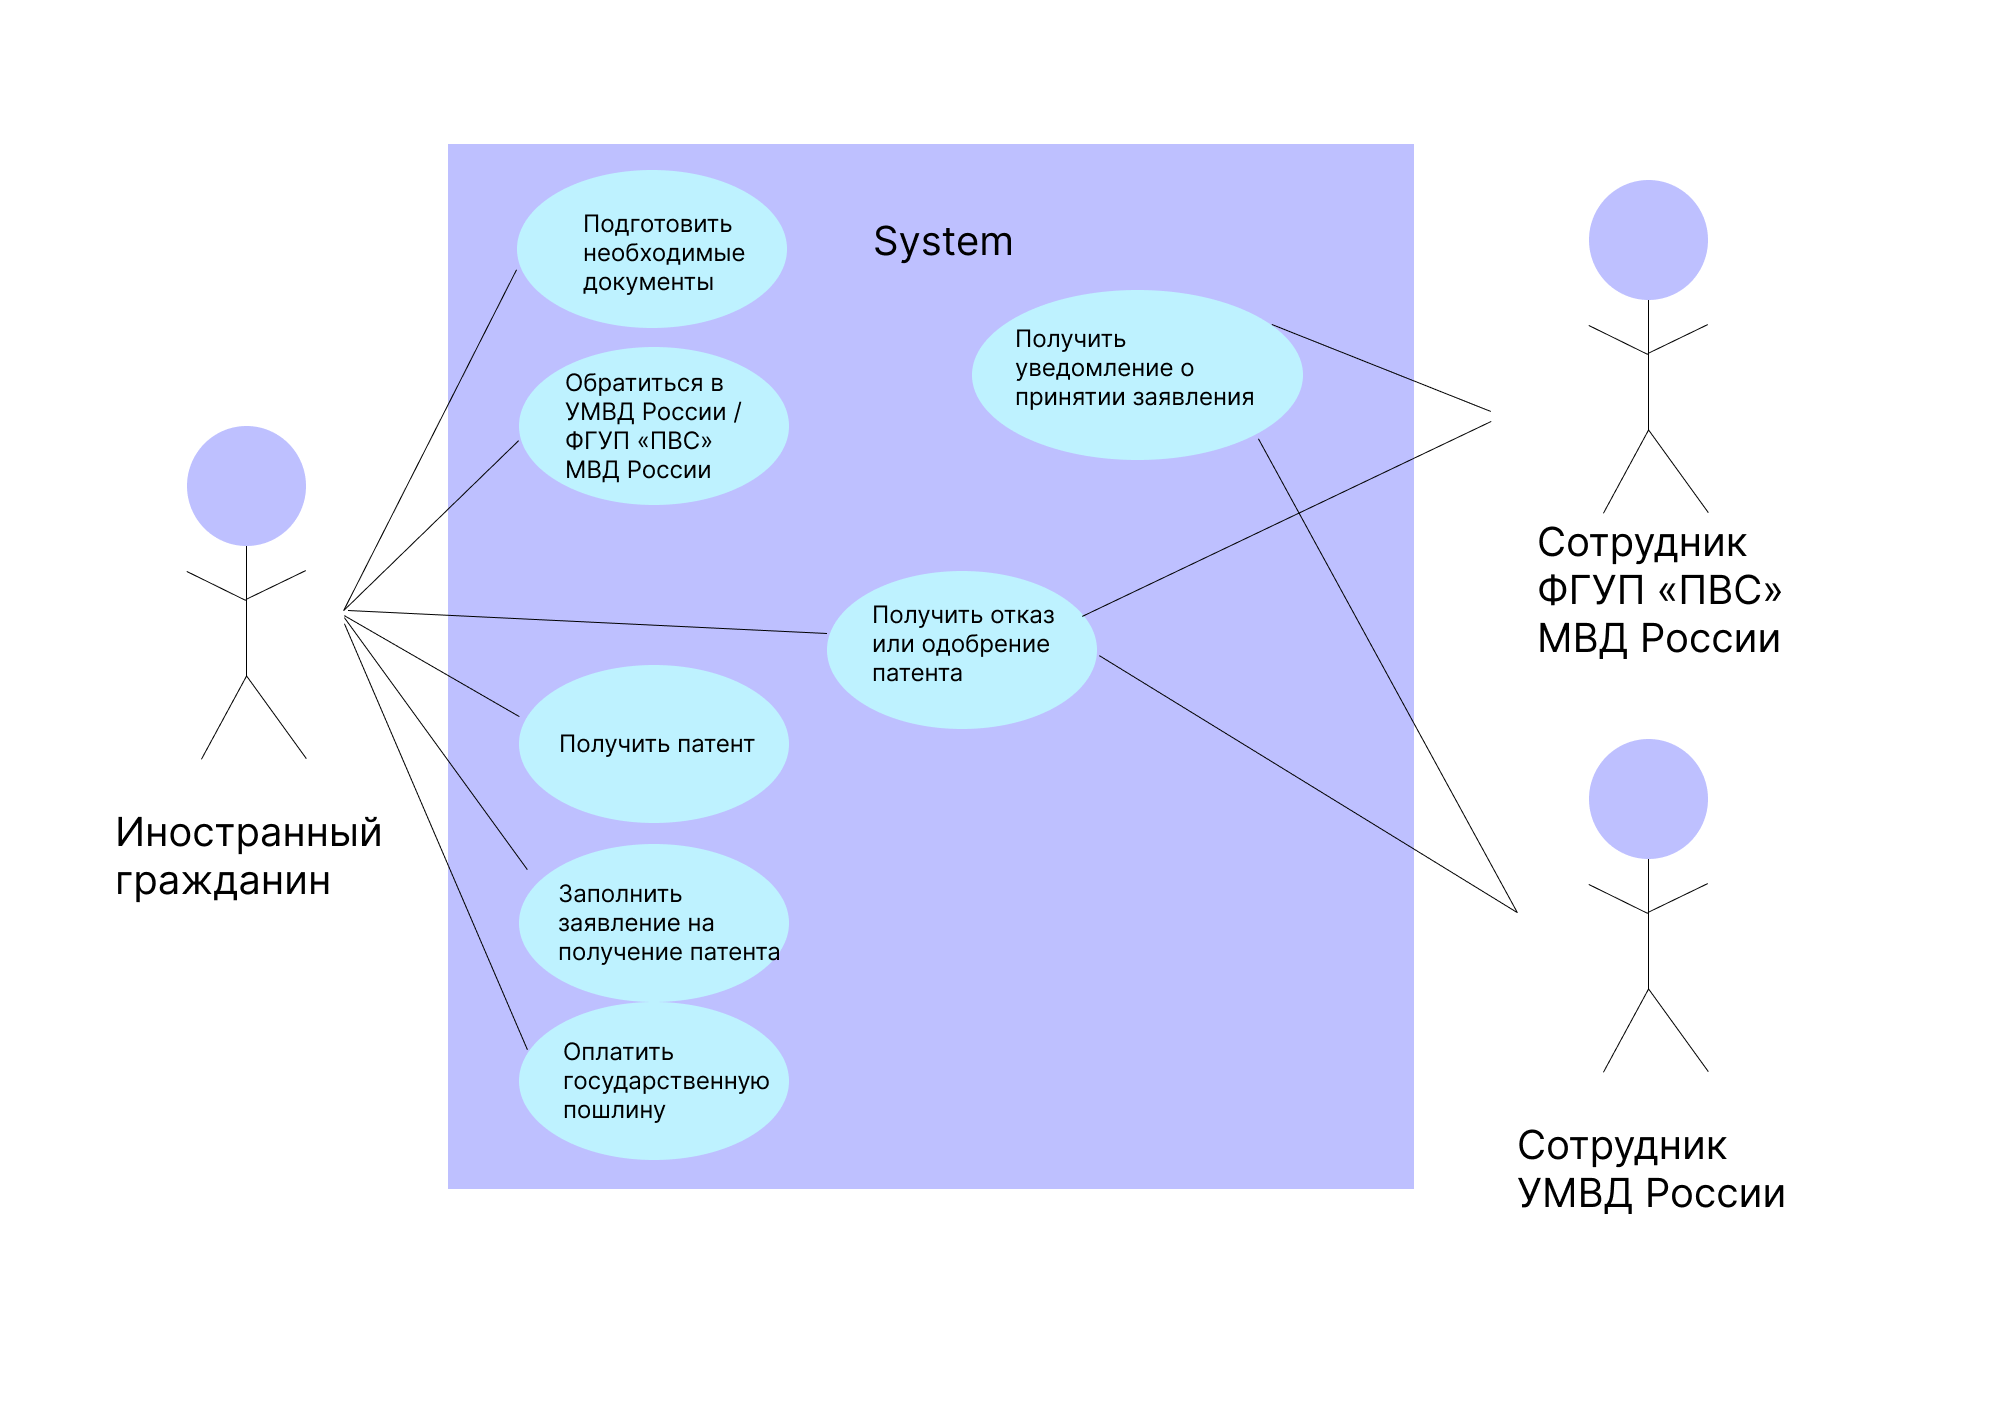 System
Подготовить
необходимые
документы
Обратиться в
УМВД России /
ФГУП «ПВС»
МВД России
Получить
уведомление о
принятии заявления
Получить отказ
или одобрение
патента
Получить патент
Заполнить
заявление на
получение патента
Оплатить
государственную
пошлину
Иностранный
гражданин
Сотрудник
ФГУП «ПВС»
МВД России
Сотрудник
УМВД России